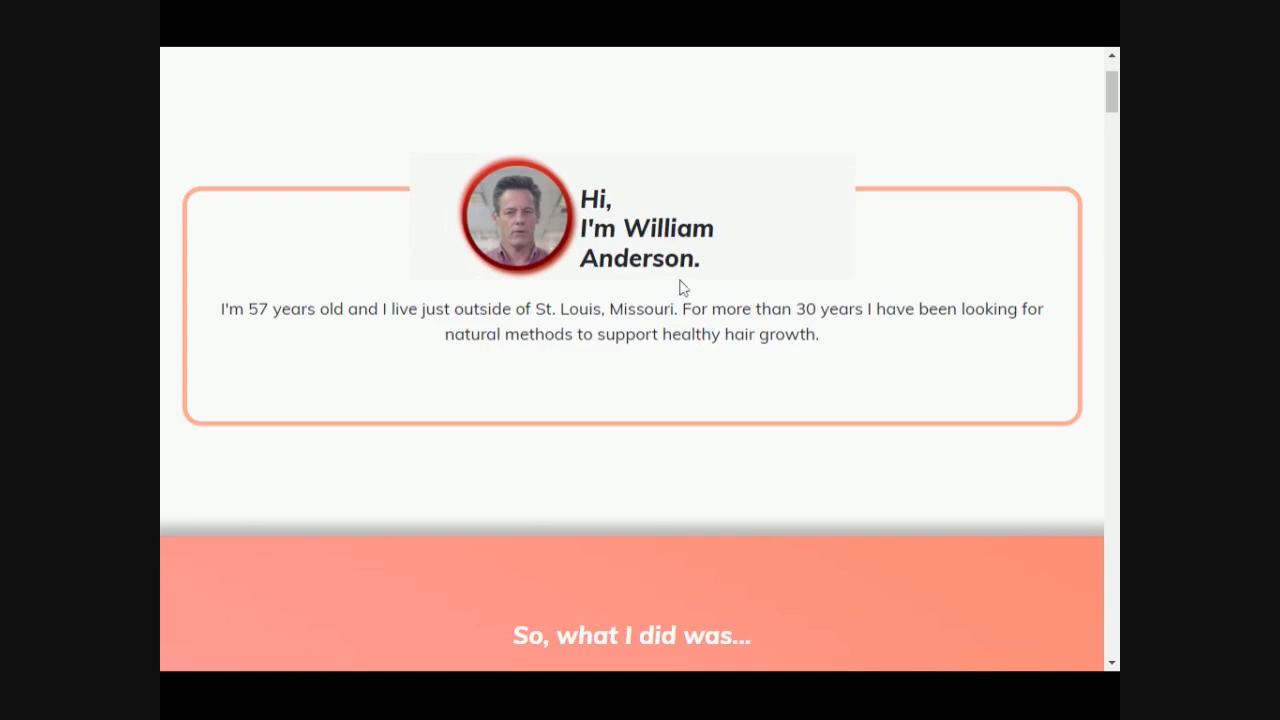 Hi,
I'm William
Anderson.
I'm 57 years old and I live just outside of St. Louis, Missouri. For more than 30 years I have been looking for
natural methods to support healthy hair growth.
So, what I did was...